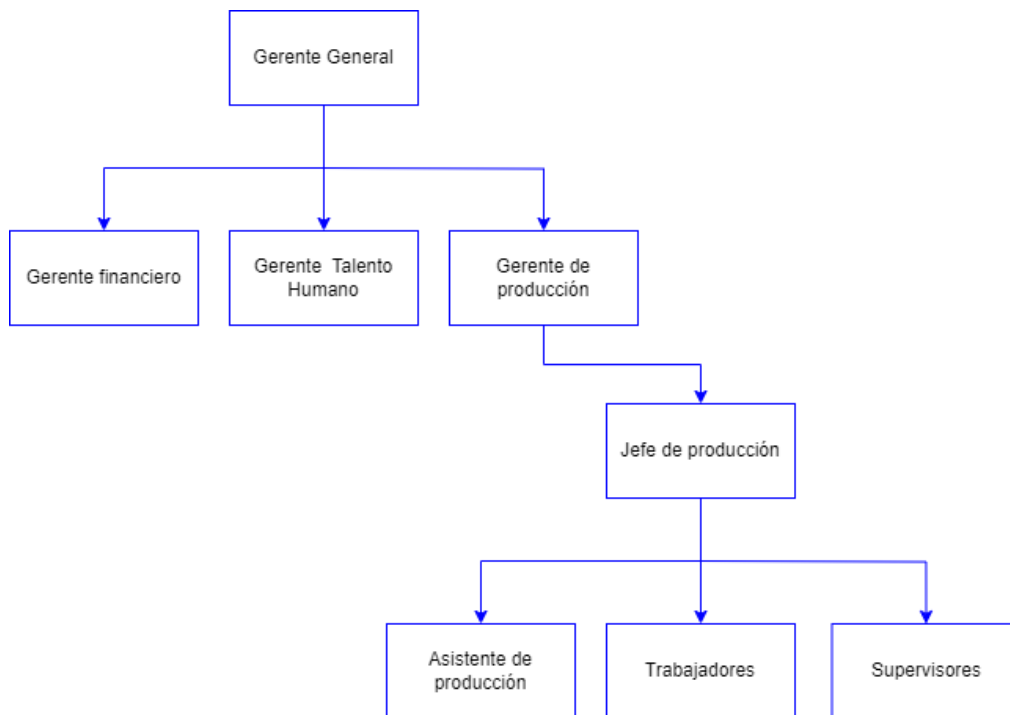 Gerente General
Gerente financiero
Gerente  Talento
Humano
Gerente de
producción
Jefe de producción
Asistente de
producción
Trabajadores
Supervisores